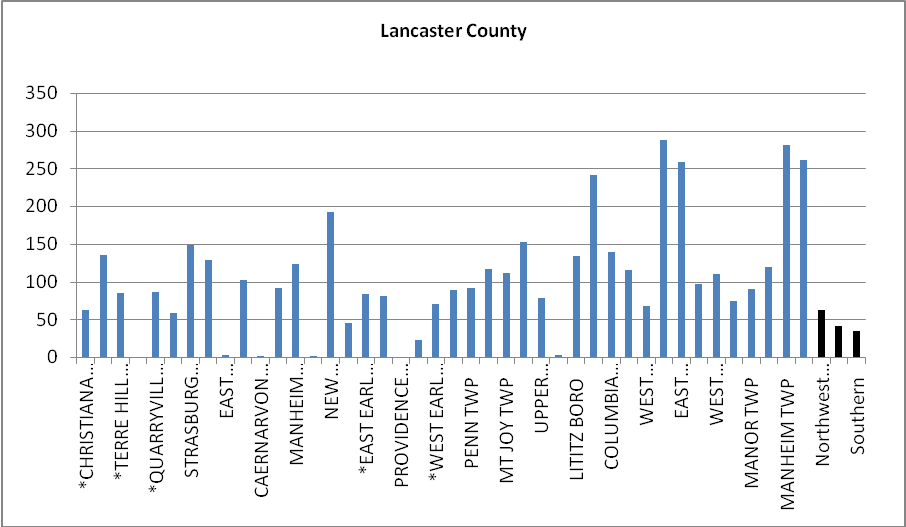 Lancaster County
350
300
250
200
150
100
50
0
*CHRISTIANA...
*TERRE HILL...
*QUARRYVILL...
STRASBURG...
EAST...
CAERNARVON...
MANHEIM...
NEW...
*EAST EARL...
PROVIDENCE...
*WEST EARL...
PENN TWP
MT JOY TWP
UPPER...
LITITZ BORO
COLUMBIA...
WEST...
EAST...
WEST...
MANOR TWP
MANHEIM TWP
Northwest...
Southern